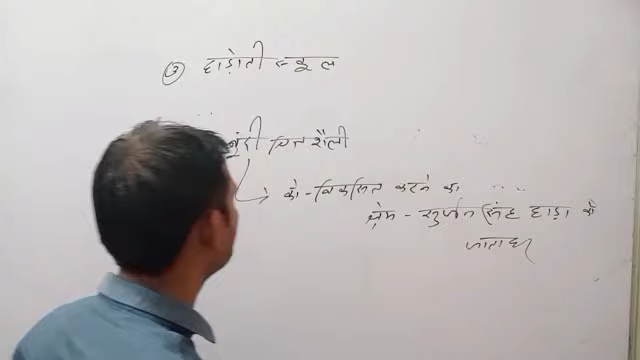 ③ हाड़ोती स्कूल
बूंदी चित्र शैली
को - विकसित करने का
श्रेय - सुर्जन सिंह हाड़ा को
जाता है